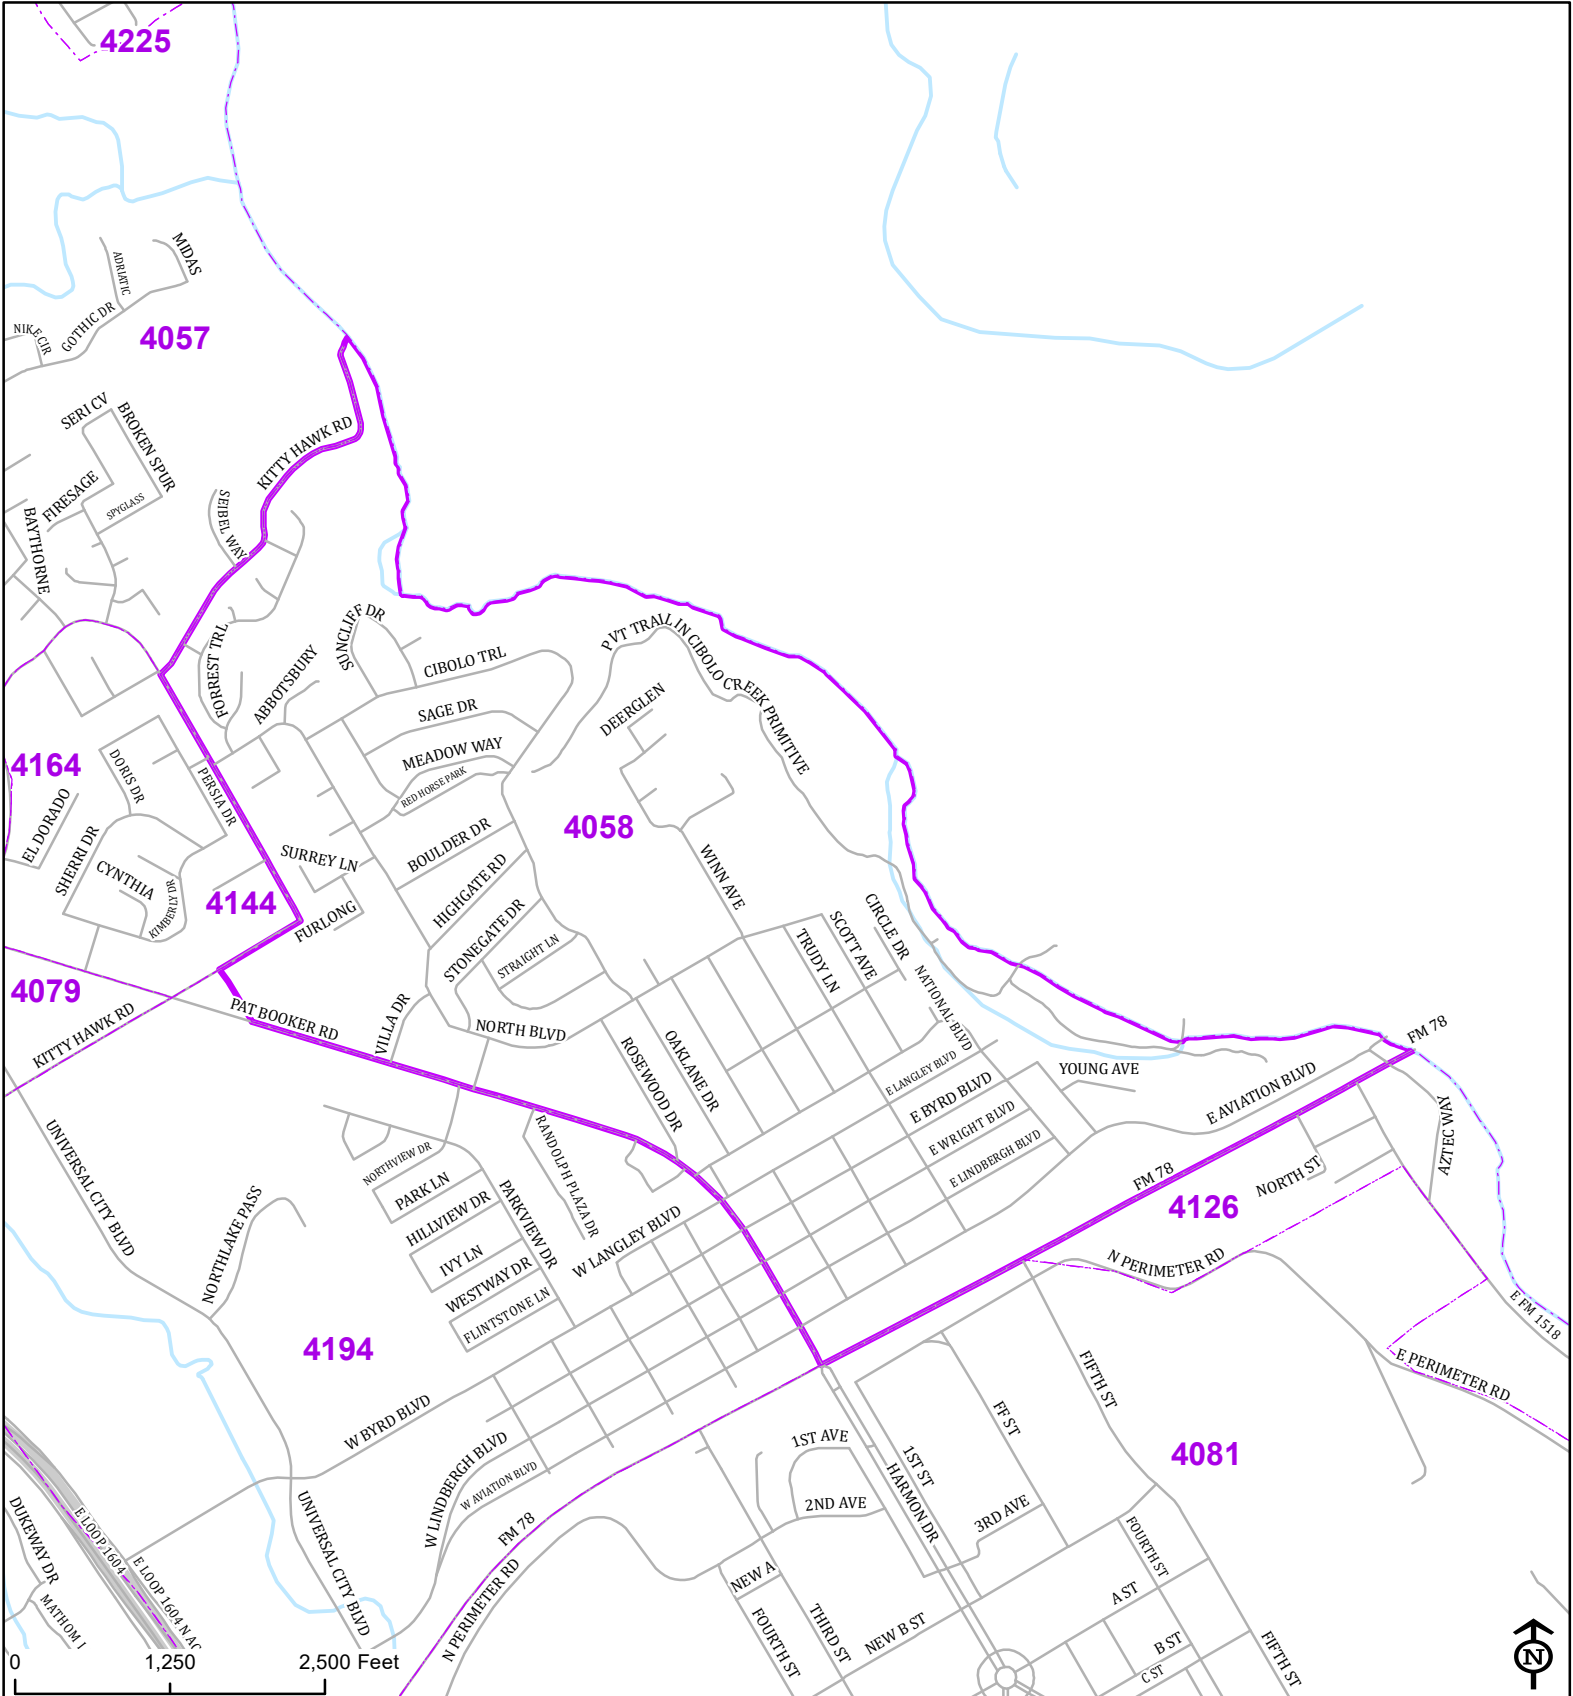 4225
MIDAS
ADRIATIC
GOTHIC DR
NIKE CIR
4057
SERI CV
BROKEN SPUR
KITTY HAWK RD
FIRESAGE
SPYGLASS
SEIBEL WAY
BAYTHORNE
SUNCLIFF DR
PVT TRAIL IN CIBOLO CREEK PRIMITIVE
FORREST TRL
ABBOTSBURY
CIBOLO TRL
SAGE DR
DEERGLEN
MEADOW WAY
RED HORSE PARK
4164
DORIS DR
PERSIA DR
EL DORADO
4058
SHERRI DR
BOULDER DR
SURREY LN
WINN AVE
CYNTHIA
KIMBERLY DR
4144
HIGHGATE RD
FURLONG
STONEGATE DR
STRAIGHT LN
TRUDY LN
SCOTT AVE
CIRCLE DR
NATIONAL BLVD
4079
KITTY HAWK RD
PAT BOOKER RD
VILLA DR
NORTH BLVD
ROSEWOOD DR
OAKLANE DR
E LANGLEY BLVD
YOUNG AVE
FM 78
E BYRD BLVD
E AVIATION BLVD
E WRIGHT BLVD
AZTEC WAY
E LINDBERGH BLVD
UNIVERSAL CITY BLVD
NORTHVIEW DR
RANDOLPH PLAZA DR
PARK LN
PARKVIEW DR
FM 78
NORTH ST
4126
NORTHLAKE PASS
HILLVIEW DR
W LANGLEY BLVD
IVY LN
WESTWAY DR
N PERIMETER RD
FLINTSTONE LN
E FM 1518
4194
E PERIMETER RD
FIFTH ST
W BYRD BLVD
FF ST
W LINDBERGH BLVD
1ST AVE
1ST ST
4081
W AVIATION BLVD
HARMON DR
2ND AVE
3RD AVE
FM 78
DUKEWAY DR
E LOOP 1604
E LOOP 1604 N AC
UNIVERSAL CITY BLVD
N PERIMETER RD
FOURTH ST
NEW A
A ST
MATHOM
FOURTH ST
THIRD ST
NEW B ST
B ST
C ST
FIFTH ST
0 1,250 2,500 Feet
N